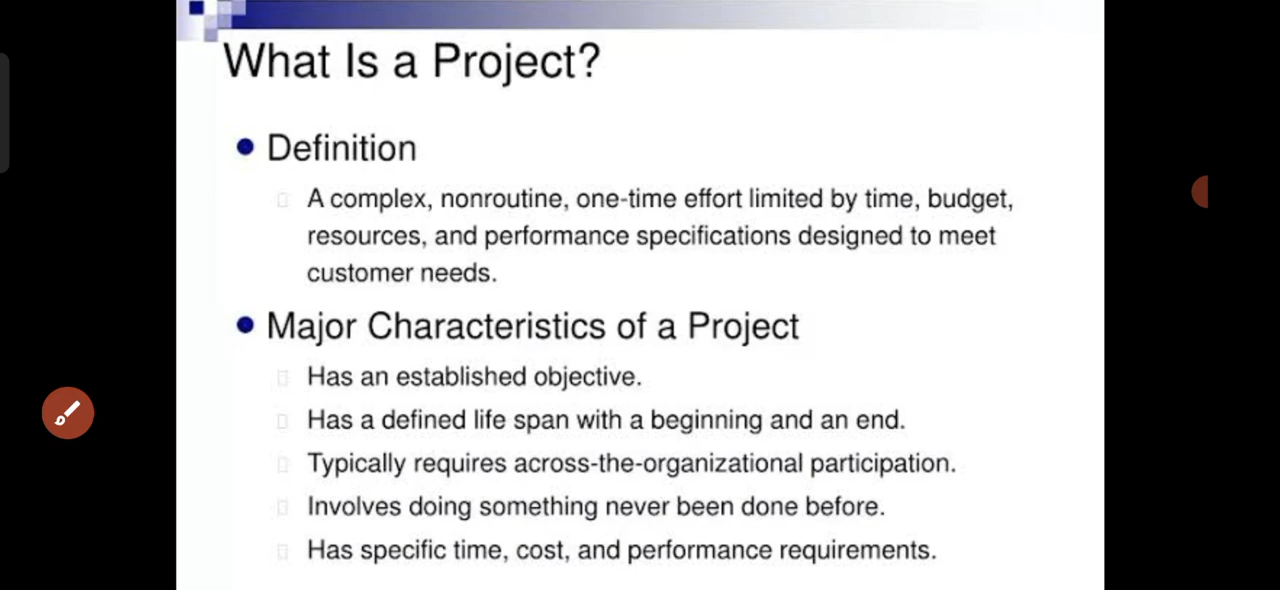 What Is a Project?
Definition
A complex, nonroutine, one-time effort limited by time, budget,
resources, and performance specifications designed to meet
customer needs.
Major Characteristics of a Project
Has an established objective.
Has a defined life span with a beginning and an end.
Typically requires across-the-organizational participation.
Involves doing something never been done before.
Has specific time, cost, and performance requirements.